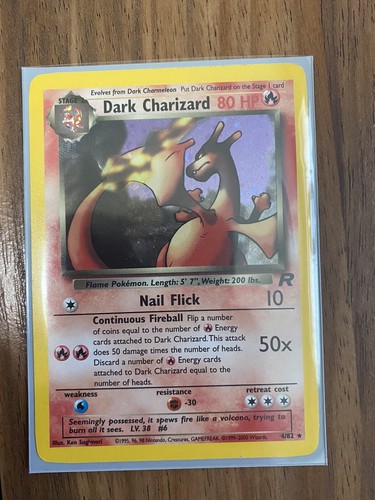 Evolves from Dark Charmeleon Put Dark Charizard on the Stage 1 card
STAGE 2
Dark Charizard 80 HP
Flame Pokémon. Length: 5' 7", Weight: 200 lbs.
R
Nail Flick 10
Continuous Fireball Flip a number
of coins equal to the number of Energy
cards attached to Dark Charizard. This attack
does 50 damage times the number of heads.
Discard a number of Energy cards
attached to Dark Charizard equal to the
number of heads.
50x
weakness resistance retreat cost
-30
Seemingly possessed, it spews fire like a volcano, trying to
burn all it sees. LV. 38 #6
Illus. Ken Sugimori ©1995, 96, 98 Nintendo, Creatures, GAMEFREAK. ©1999-2000 Wizards. 4/82 ★